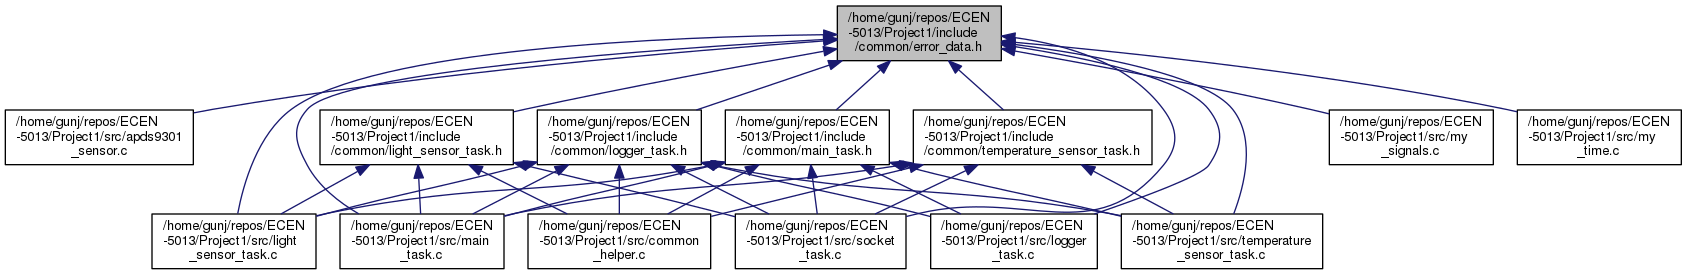 /home/gunj/repos/ECEN
-5013/Project1/include
/common/error_data.h
/home/gunj/repos/ECEN
-5013/Project1/src/apds9301
_sensor.c
/home/gunj/repos/ECEN
-5013/Project1/include
/common/light_sensor_task.h
/home/gunj/repos/ECEN
-5013/Project1/include
/common/logger_task.h
/home/gunj/repos/ECEN
-5013/Project1/include
/common/main_task.h
/home/gunj/repos/ECEN
-5013/Project1/include
/common/temperature_sensor_task.h
/home/gunj/repos/ECEN
-5013/Project1/src/my
_signals.c
/home/gunj/repos/ECEN
-5013/Project1/src/my
_time.c
/home/gunj/repos/ECEN
-5013/Project1/src/light
_sensor_task.c
/home/gunj/repos/ECEN
-5013/Project1/src/main
_task.c
/home/gunj/repos/ECEN
-5013/Project1/src/common
_helper.c
/home/gunj/repos/ECEN
-5013/Project1/src/socket
_task.c
/home/gunj/repos/ECEN
-5013/Project1/src/logger
_task.c
/home/gunj/repos/ECEN
-5013/Project1/src/temperature
_sensor_task.c